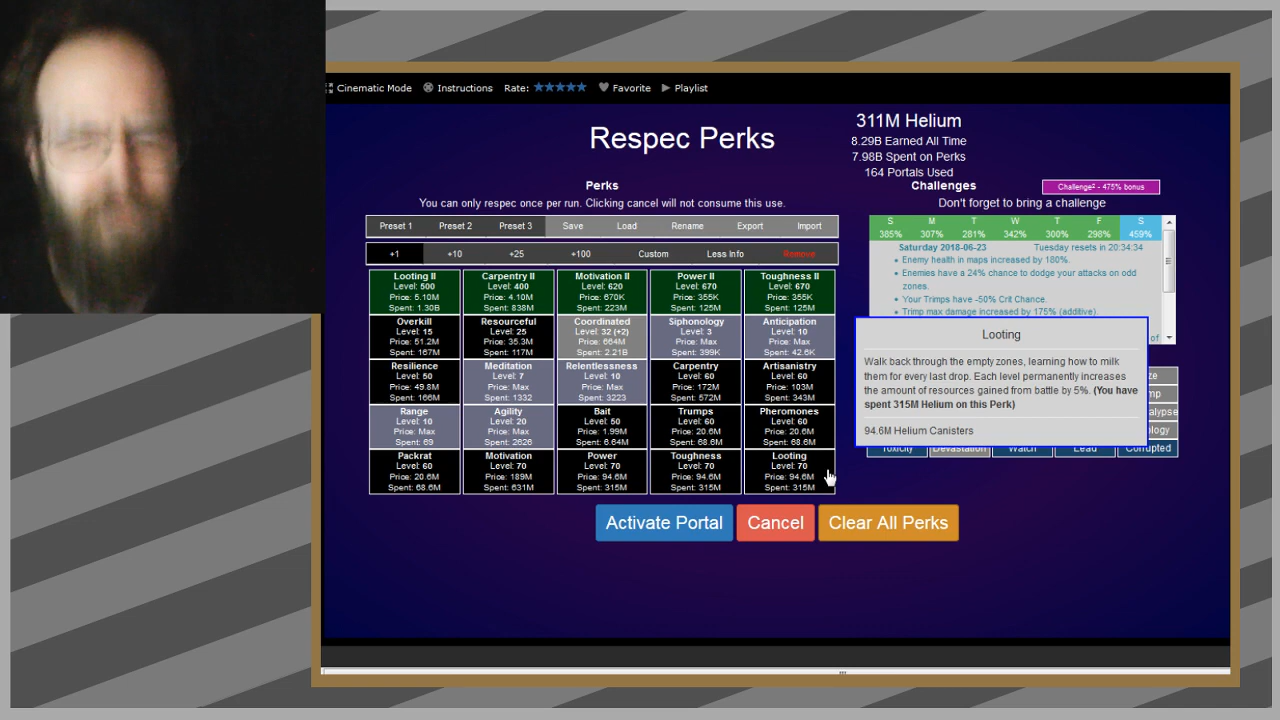 Cinematic Mode Instructions Rate: Favorite Playlist
Respec Perks
311M Helium
8.29B Earned All Time
7.98B Spent on Perks
164 Portals Used
Perks
Challenges
Challenge² - 475% bonus
You can only respec once per run. Clicking cancel will not consume this use.
Don't forget to bring a challenge
Preset 1 Preset 2 Preset 3 Save Load Rename Export Import
+1 +10 +25 +100 Custom Less Info Remove
S M T W T F S
385% 307% 281% 342% 300% 298% 459%
Saturday 2018-06-23 Tuesday resets in 20:34:34
Enemy health in maps increased by 180%.
Enemies have a 24% chance to dodge your attacks on odd
zones.
Your Trimps have -50% Crit Chance.
Trimp max damage increased by 175% (additive).
of
Looting II Carpentry II Motivation II Power II Toughness II
Level: 500 Level: 400 Level: 620 Level: 670 Level: 670
Price: 5.10M Price: 4.10M Price: 670K Price: 355K Price: 355K
Spent: 1.30B Spent: 838M Spent: 223M Spent: 125M Spent: 125M
Overkill Resourceful Coordinated Siphonology Anticipation
Level: 15 Level: 25 Level: 32 (+2) Level: 3 Level: 10
Price: 51.2M Price: 35.3M Price: 664M Price: Max Price: Max
Spent: 167M Spent: 117M Spent: 2.21B Spent: 399K Spent: 42.6K
Resilience Meditation Relentlessness Carpentry Artisanistry
Level: 50 Level: 7 Level: 10 Level: 60 Level: 60
Price: 49.8M Price: Max Price: Max Price: 172M Price: 103M
Spent: 166M Spent: 1332 Spent: 3223 Spent: 572M Spent: 343M
Range Agility Bait Trumps Pheromones
Level: 10 Level: 20 Level: 50 Level: 60 Level: 60
Price: Max Price: Max Price: 1.99M Price: 20.6M Price: 20.6M
Spent: 69 Spent: 2626 Spent: 6.64M Spent: 68.6M Spent: 68.6M
Packrat Motivation Power Toughness Looting
Level: 60 Level: 70 Level: 70 Level: 70 Level: 70
Price: 20.6M Price: 189M Price: 94.6M Price: 94.6M Price: 94.6M
Spent: 68.6M Spent: 631M Spent: 315M Spent: 315M Spent: 315M
Looting
Walk back through the empty zones, learning how to milk
them for every last drop. Each level permanently increases
the amount of resources gained from battle by 5%. (You have
spent 315M Helium on this Perk)
94.6M Helium Canisters
ze
mp
alypse
logy
Toxicity Devastation Watch Lead Corrupted
Activate Portal Cancel Clear All Perks